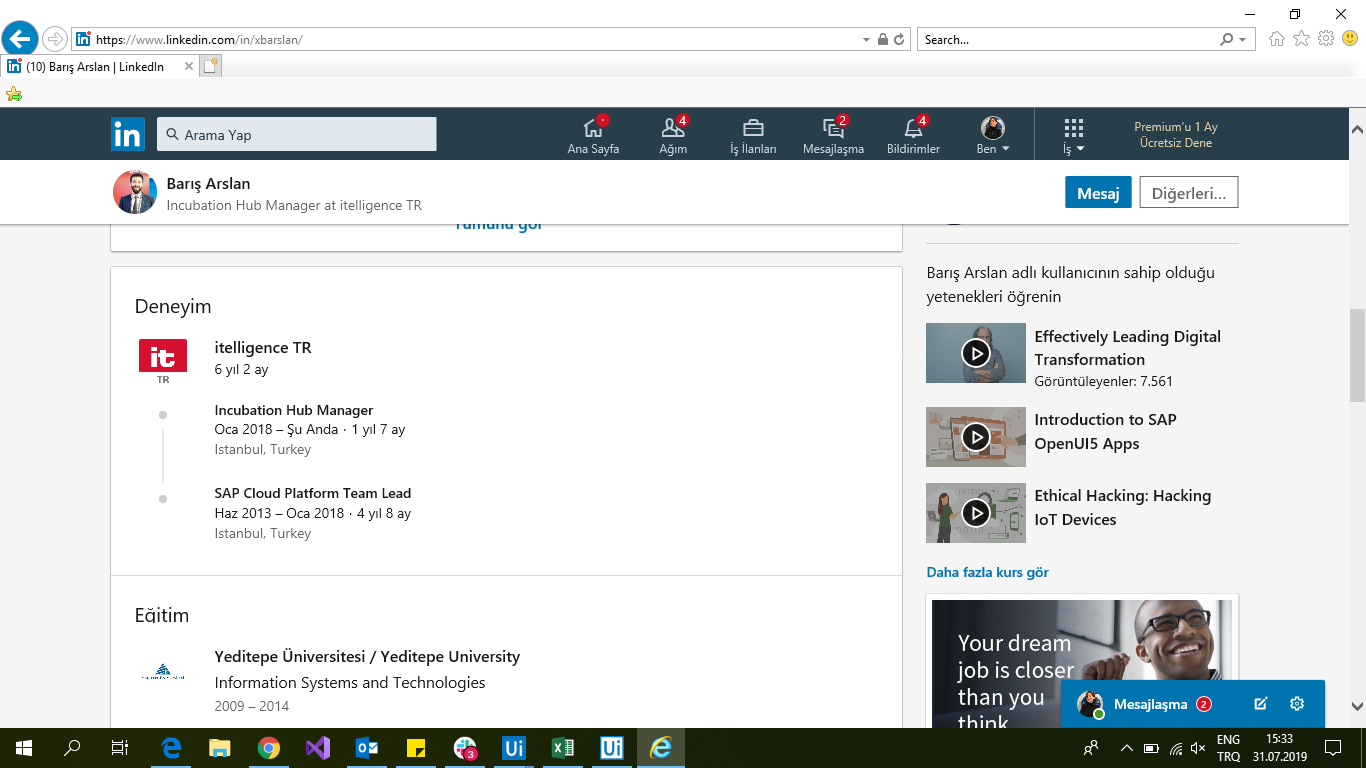 https://www.linkedin.com/in/xbarslan/
Search...
(10) Barış Arslan | LinkedIn
in
Arama Yap
Ana Sayfa
4
Ağım
İş İlanları
2
Mesajlaşma
4
Bildirimler
Ben
İş
Premium'u 1 Ay
Ücretsiz Dene
Barış Arslan
Incubation Hub Manager at itelligence TR
Mesaj
Diğerleri...
Tümünü gör
Deneyim
it
TR
itelligence TR
6 yıl 2 ay
Incubation Hub Manager
Oca 2018 – Şu Anda · 1 yıl 7 ay
Istanbul, Turkey
SAP Cloud Platform Team Lead
Haz 2013 – Oca 2018 · 4 yıl 8 ay
Istanbul, Turkey
Eğitim
Yeditepe Üniversitesi / Yeditepe University
Information Systems and Technologies
2009 – 2014
Barış Arslan adlı kullanıcının sahip olduğu
yetenekleri öğrenin
Effectively Leading Digital
Transformation
Görüntüleyenler: 7.561
Introduction to SAP
OpenUI5 Apps
Ethical Hacking: Hacking
IoT Devices
Daha fazla kurs gör
Your dream
job is closer
than you
think
Mesajlaşma 2
3
Ui
Ui
ENG
TRQ
15:33
31.07.2019